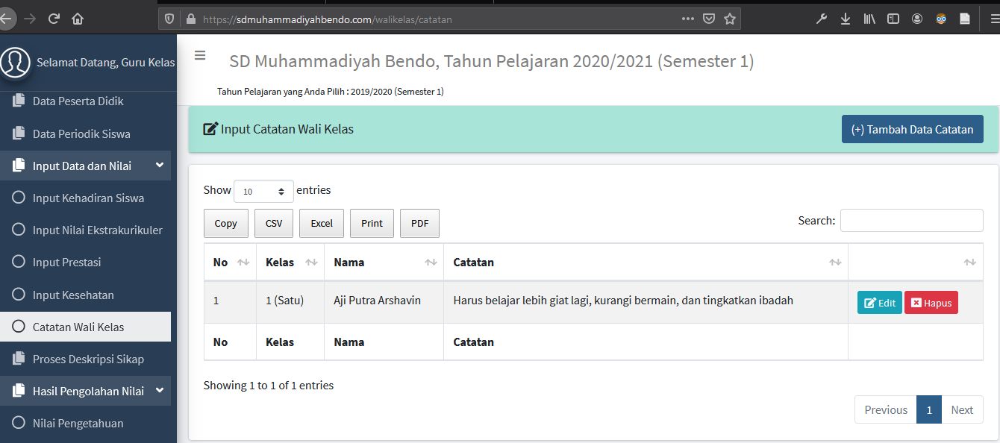 https://sdmuhammadiyahbendo.com/walikelas/catatan
Selamat Datang, Guru Kelas
Data Peserta Didik
Data Periodik Siswa
Input Data dan Nilai
Input Kehadiran Siswa
Input Nilai Ekstrakurikuler
Input Prestasi
Input Kesehatan
Catatan Wali Kelas
Proses Deskripsi Sikap
Hasil Pengolahan Nilai
Nilai Pengetahuan
SD Muhammadiyah Bendo, Tahun Pelajaran 2020/2021 (Semester 1)
Tahun Pelajaran yang Anda Pilih : 2019/2020 (Semester 1)
Input Catatan Wali Kelas
(+) Tambah Data Catatan
Show 10 entries
Copy CSV Excel Print PDF
Search:
No Kelas Nama Catatan
1 1 (Satu) Aji Putra Arshavin Harus belajar lebih giat lagi, kurangi bermain, dan tingkatkan ibadah Edit Hapus
No Kelas Nama Catatan
Showing 1 to 1 of 1 entries
Previous 1 Next